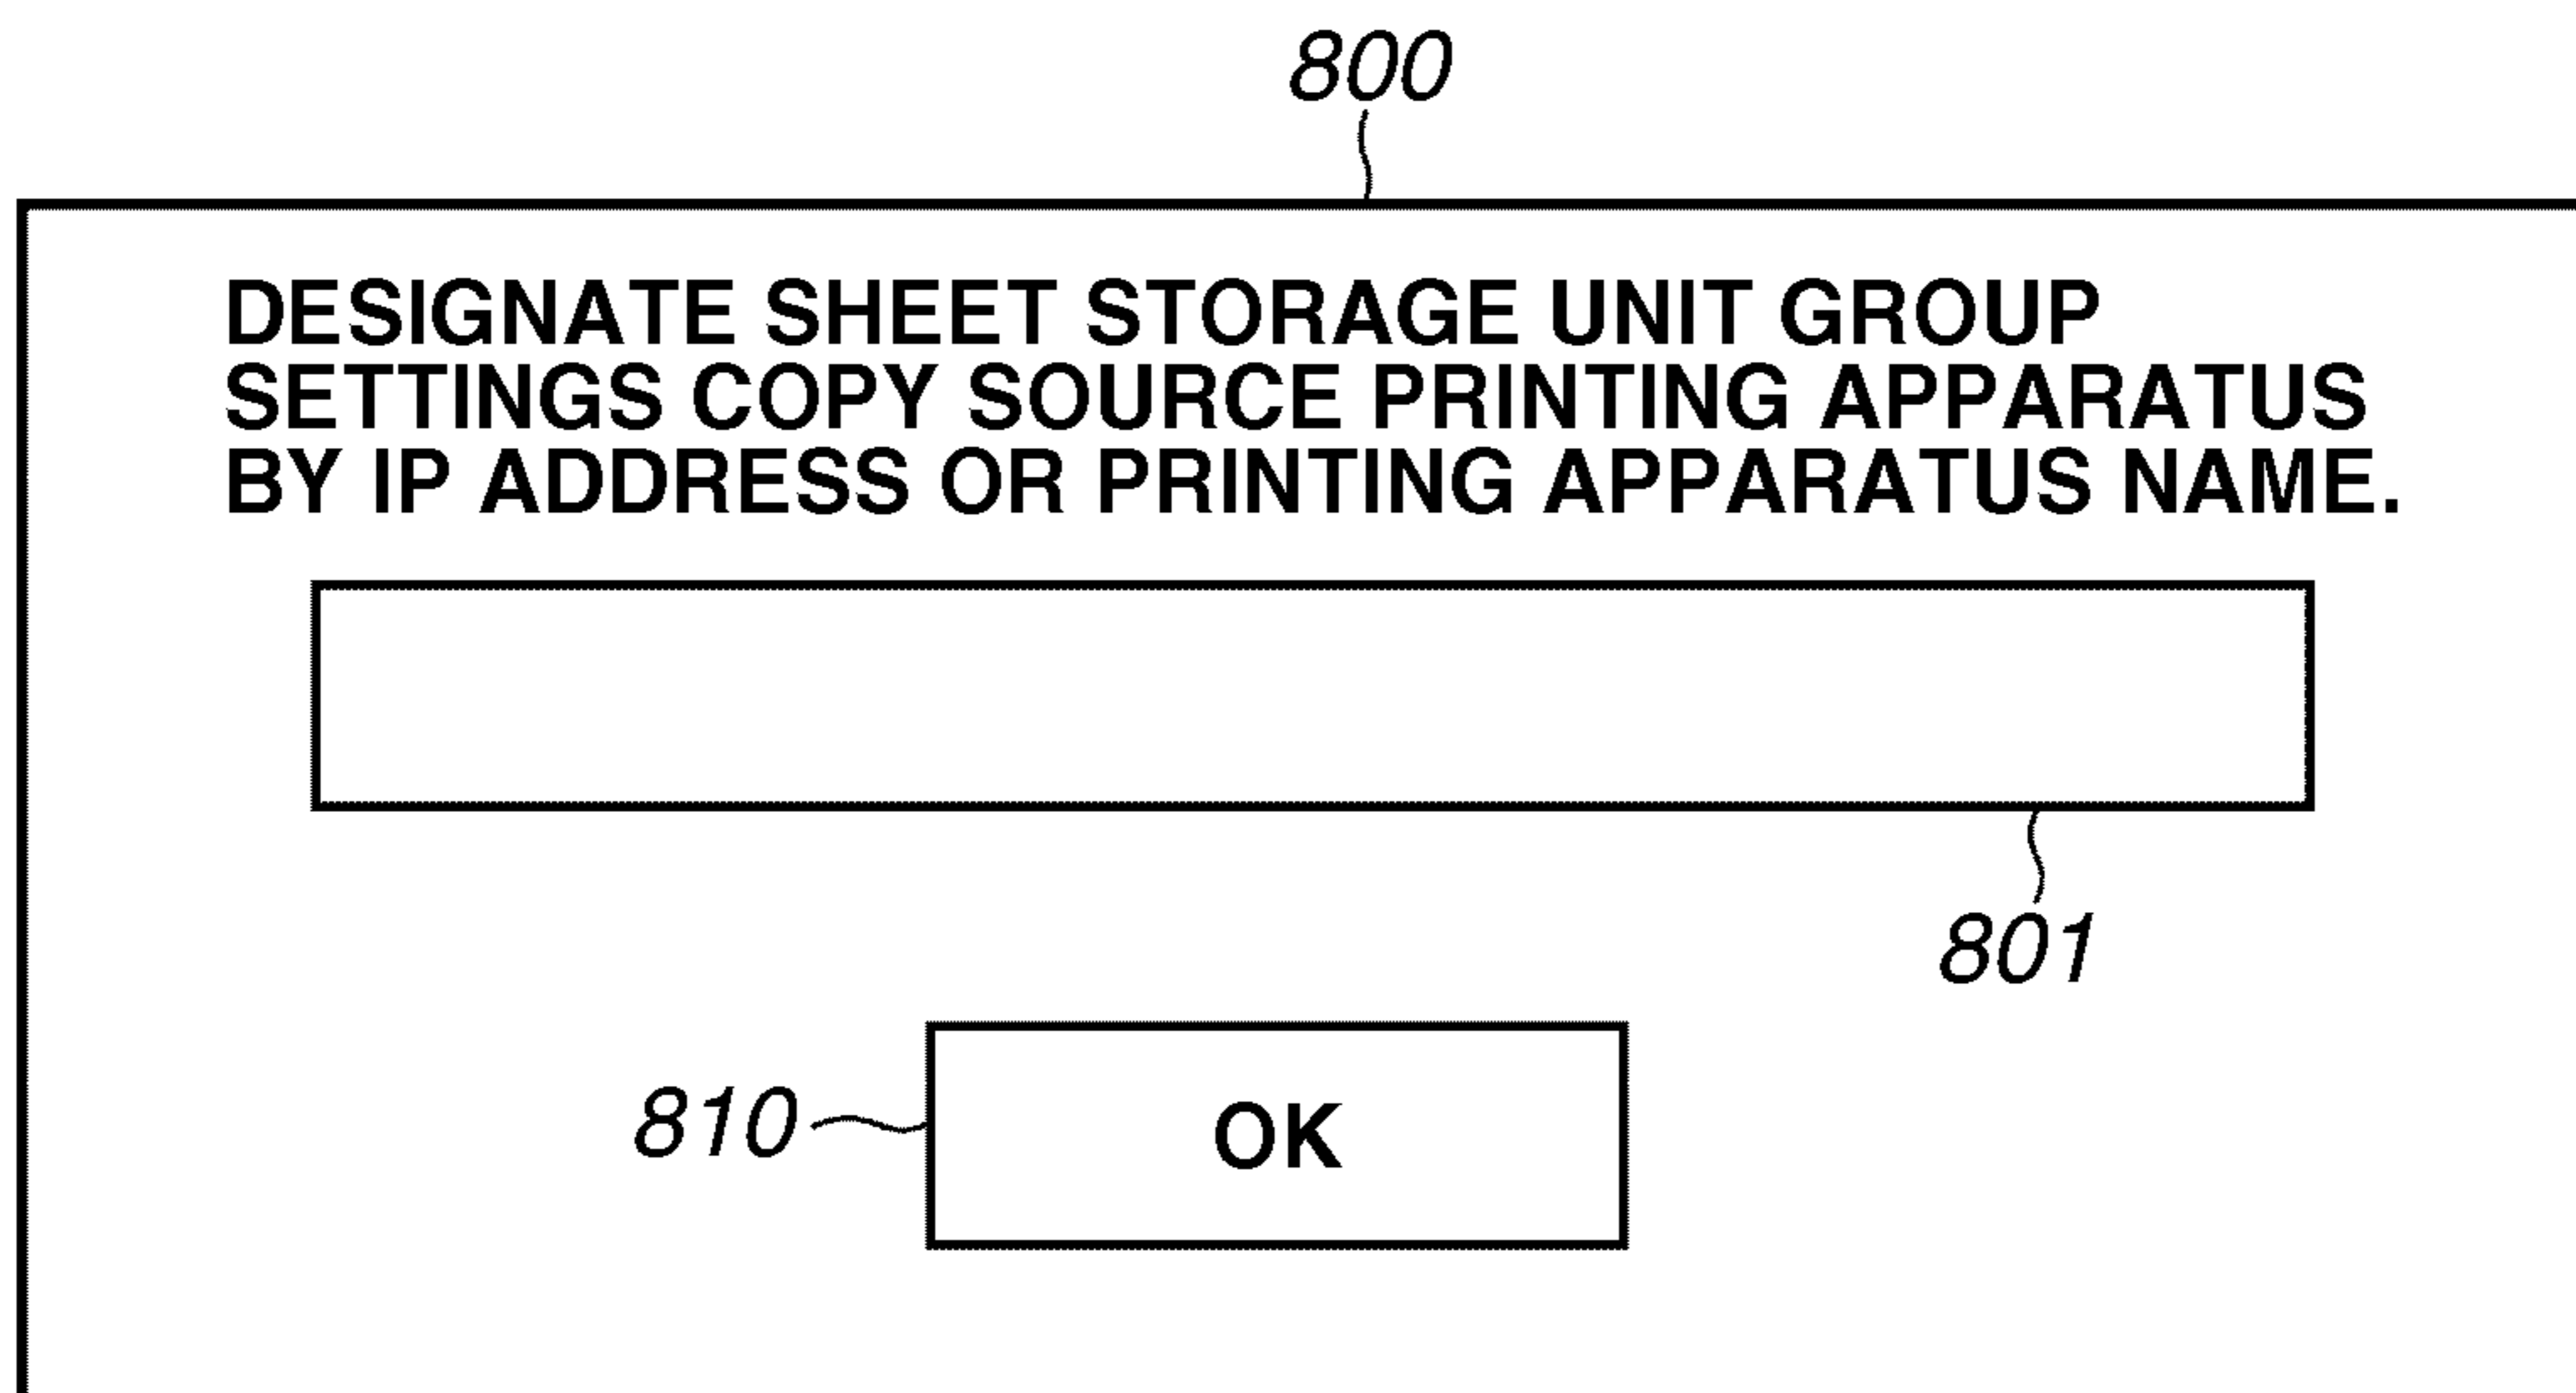 800
DESIGNATE SHEET STORAGE UNIT GROUP
SETTINGS COPY SOURCE PRINTING APPARATUS
BY IP ADDRESS OR PRINTING APPARATUS NAME.
801
810
OK